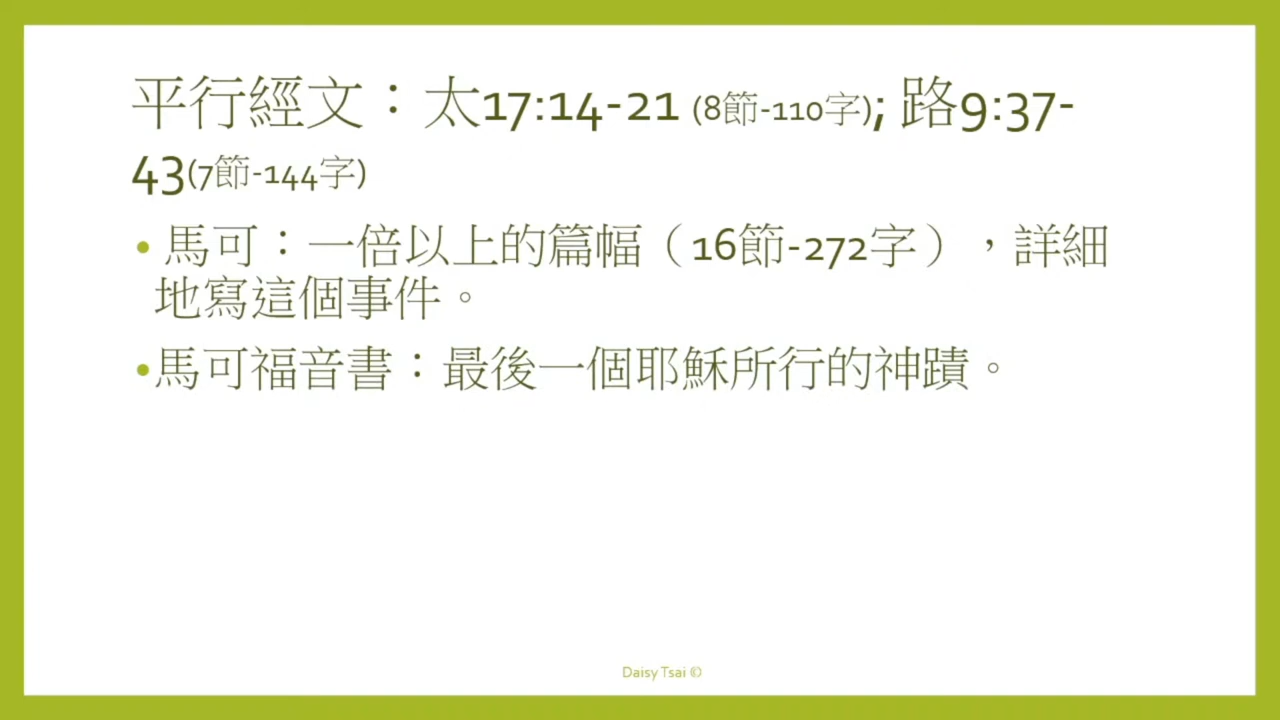 平行經文：太17:14-21 (8節-110字); 路9:37-
43(7節-144字)
• 馬可：一倍以上的篇幅（16節-272字），詳細
地寫這個事件。
•馬可福音書：最後一個耶穌所行的神蹟。
Daisy Tsai ©